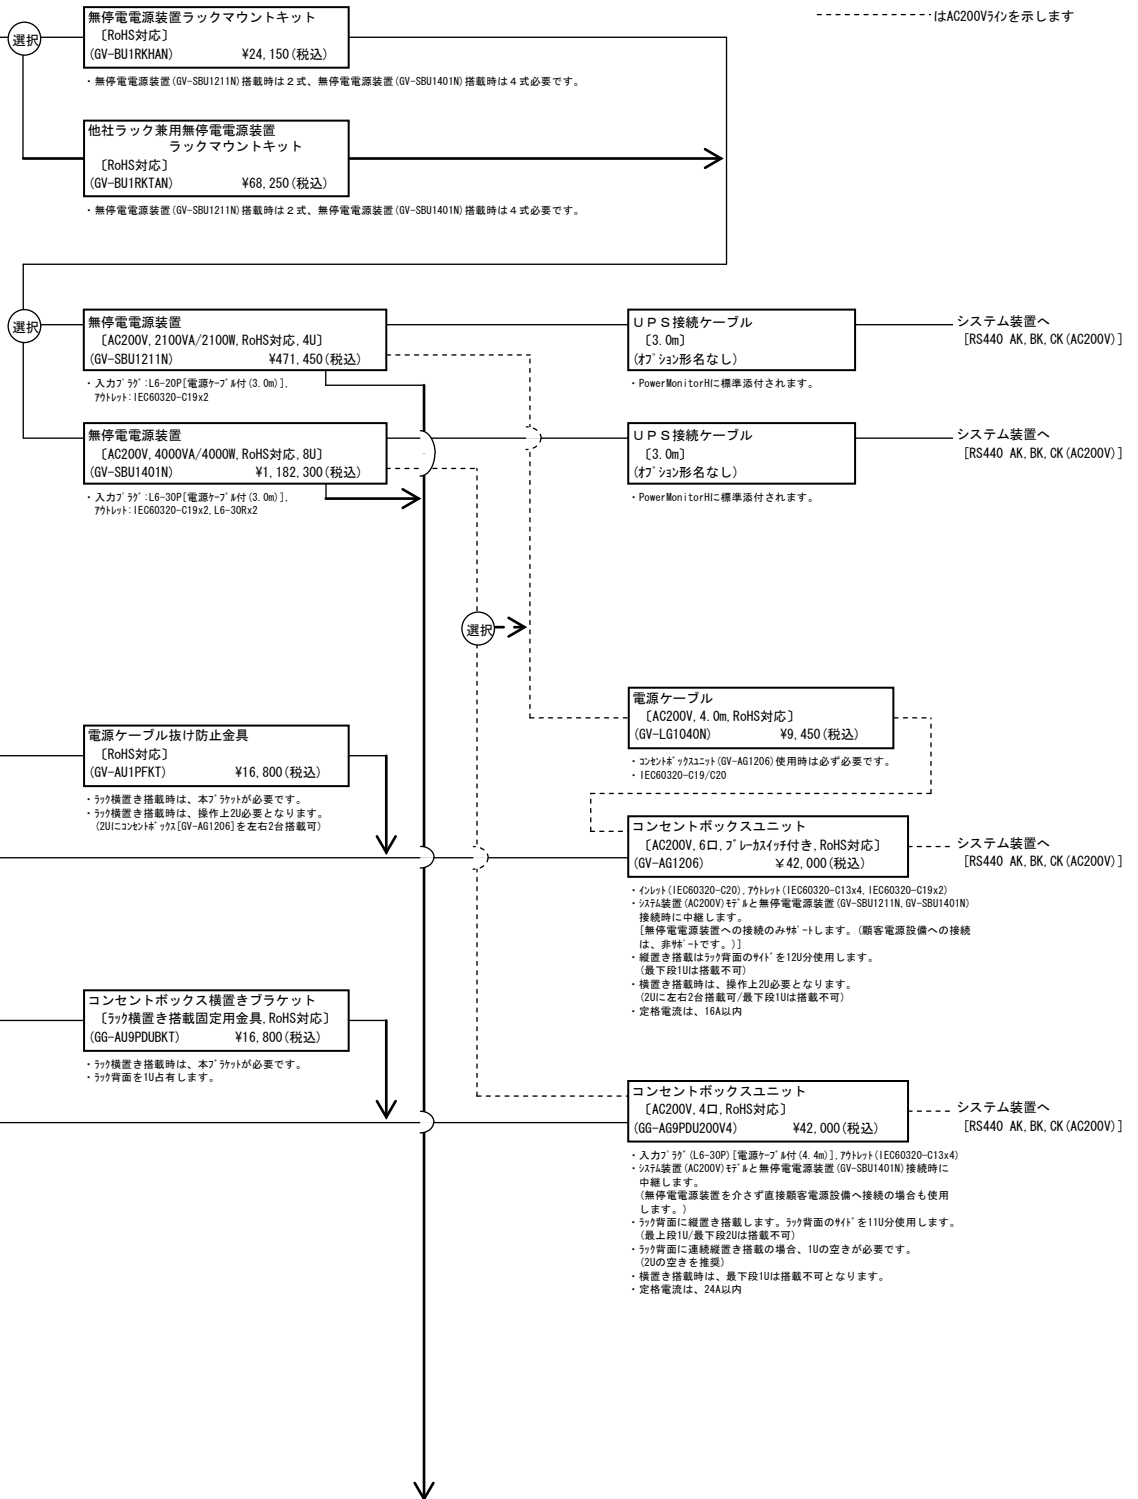 ----------はAC200Vﾗｲﾝを示します
選択
無停電電源装置ラックマウントキット
〔RoHS対応〕
(GV-BU1RKHAN) ¥24,150(税込)
・無停電電源装置(GV-SBU1211N)搭載時は２式、無停電電源装置(GV-SBU1401N)搭載時は４式必要です。
他社ラック兼用無停電電源装置
ラックマウントキット
〔RoHS対応〕
(GV-BU1RKTAN) ¥68,250(税込)
・無停電電源装置(GV-SBU1211N)搭載時は２式、無停電電源装置(GV-SBU1401N)搭載時は４式必要です。
選択
無停電電源装置
〔AC200V,2100VA/2100W,RoHS対応,4U〕
(GV-SBU1211N) ¥471,450(税込)
・入力ﾌﾟﾗｸﾞ:L6-20P[電源ｹｰﾌﾞﾙ付(3.0m)],
ｱｳﾄﾚｯﾄ:IEC60320-C19x2
ＵＰＳ接続ケーブル
〔3.0m〕
(ｵﾌﾟｼｮﾝ形名なし)
・PowerMonitorHに標準添付されます。
システム装置へ
[RS440 AK,BK,CK(AC200V)]
無停電電源装置
〔AC200V,4000VA/4000W,RoHS対応,8U〕
(GV-SBU1401N) ¥1,182,300(税込)
・入力ﾌﾟﾗｸﾞ:L6-30P[電源ｹｰﾌﾞﾙ付(3.0m)],
ｱｳﾄﾚｯﾄ:IEC60320-C19x2,L6-30Rx2
ＵＰＳ接続ケーブル
〔3.0m〕
(ｵﾌﾟｼｮﾝ形名なし)
・PowerMonitorHに標準添付されます。
システム装置へ
[RS440 AK,BK,CK(AC200V)]
選択
電源ケーブル
〔AC200V,4.0m,RoHS対応〕
(GV-LG1040N) ¥9,450(税込)
・ｺﾝｾﾝﾄﾎﾞｯｸｽﾕﾆｯﾄ(GV-AG1206)使用時は必ず必要です。
・IEC60320-C19/C20
電源ケーブル抜け防止金具
〔RoHS対応〕
(GV-AU1PFKT) ¥16,800(税込)
・ﾗｯｸ横置き搭載時は、本ﾌﾞﾗｹｯﾄが必要です。
・ﾗｯｸ横置き搭載時は、操作上2U必要となります。
(2Uにｺﾝｾﾝﾄﾎﾞｯｸｽ[GV-AG1206]を左右2台搭載可)
コンセントボックスユニット
〔AC200V,6口,ﾌﾞﾚｰｶｽｲｯﾁ付き,RoHS対応〕
(GV-AG1206) ￥42,000(税込)
・ｲﾝﾚｯﾄ(IEC60320-C20),ｱｳﾄﾚｯﾄ(IEC60320-C13x4,IEC60320-C19x2)
・ｼｽﾃﾑ装置(AC200V)ﾓﾃﾞﾙと無停電電源装置(GV-SBU1211N,GV-SBU1401N)
接続時に中継します。
[無停電電源装置への接続のみｻﾎﾟｰﾄします。(顧客電源設備への接続
は、非ｻﾎﾟｰﾄです。)]
・縦置き搭載はﾗｯｸ背面のｻｲﾄﾞを12U分使用します。
(最下段1Uは搭載不可)
・横置き搭載時は、操作上2U必要となります。
(2Uに左右2台搭載可/最下段1Uは搭載不可)
・定格電流は、16A以内
システム装置へ
[RS440 AK,BK,CK(AC200V)]
コンセントボックス横置きブラケット
〔ﾗｯｸ横置き搭載固定用金具,RoHS対応〕
(GG-AU9PDUBKT) ¥16,800(税込)
・ﾗｯｸ横置き搭載時は、本ﾌﾞﾗｹｯﾄが必要です。
・ﾗｯｸ背面を1U占有します。
コンセントボックスユニット
〔AC200V,4口,RoHS対応〕
(GG-AG9PDU200V4) ¥42,000(税込)
・入力ﾌﾟﾗｸﾞ(L6-30P)[電源ｹｰﾌﾞﾙ付(4.4m)],ｱｳﾄﾚｯﾄ(IEC60320-C13x4)
・ｼｽﾃﾑ装置(AC200V)ﾓﾃﾞﾙと無停電電源装置(GV-SBU1401N)接続時に
中継します。
(無停電電源装置を介さず直接顧客電源設備へ接続の場合も使用
します。)
・ﾗｯｸ背面に縦置き搭載します。ﾗｯｸ背面のｻｲﾄﾞを11U分使用します。
(最上段1U/最下段2Uは搭載不可)
・ﾗｯｸ背面に連続縦置き搭載の場合、1Uの空きが必要です。
(2Uの空きを推奨)
・横置き搭載時は、最下段1Uは搭載不可となります。
・定格電流は、24A以内
システム装置へ
[RS440 AK,BK,CK(AC200V)]